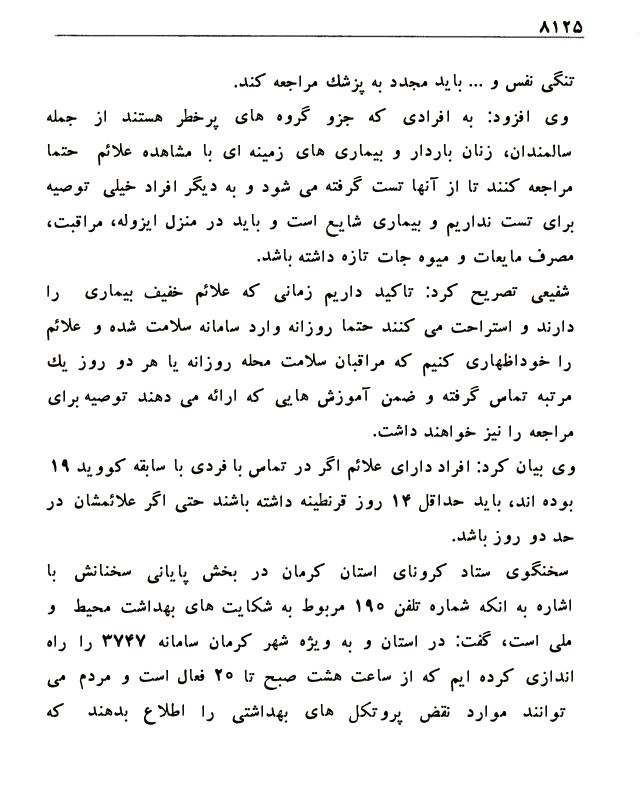 ۸۱۲۵
تنگی نفس و ... باید مجدد به پزشك مراجعه کند.
وی افزود: به افرادی که جزو گروه های پرخطر هستند از جمله
سالمندان، زنان باردار و بیماری های زمینه ای با مشاهده علائم حتما
مراجعه کنند تا از آنها تست گرفته می شود و به دیگر افراد خیلی توصیه
برای تست نداریم و بیماری شایع است و باید در منزل ایزوله، مراقبت،
مصرف مایعات و میوه جات تازه داشته باشد.
شفیعی تصریح کرد: تاکید داریم زمانی که علائم خفیف بیماری را
دارند و استراحت می کنند حتما روزانه وارد سامانه سلامت شده و علائم
را خوداظهاری کنیم که مراقبان سلامت محله روزانه یا هر دو روز یك
مرتبه تماس گرفته و ضمن آموزش هایی که ارائه می دهند توصیه برای
مراجعه را نیز خواهند داشت.
وی بیان کرد: افراد دارای علائم اگر در تماس با فردی با سابقه کووید ۱۹
بوده اند، باید حداقل ۱۴ روز قرنطینه داشته باشند حتی اگر علائمشان در
حد دو روز باشد.
سخنگوی ستاد کرونای استان کرمان در بخش پایانی سخنانش با
اشاره به انکه شماره تلفن ۱۹۰ مربوط به شکایت های بهداشت محیط و
ملی است، گفت: در استان و به ویژه شهر کرمان سامانه ۳۷۴۷ را راه
اندازی کرده ایم که از ساعت هشت صبح تا ۲۰ فعال است و مردم می
توانند موارد نقض پروتکل های بهداشتی را اطلاع بدهند که